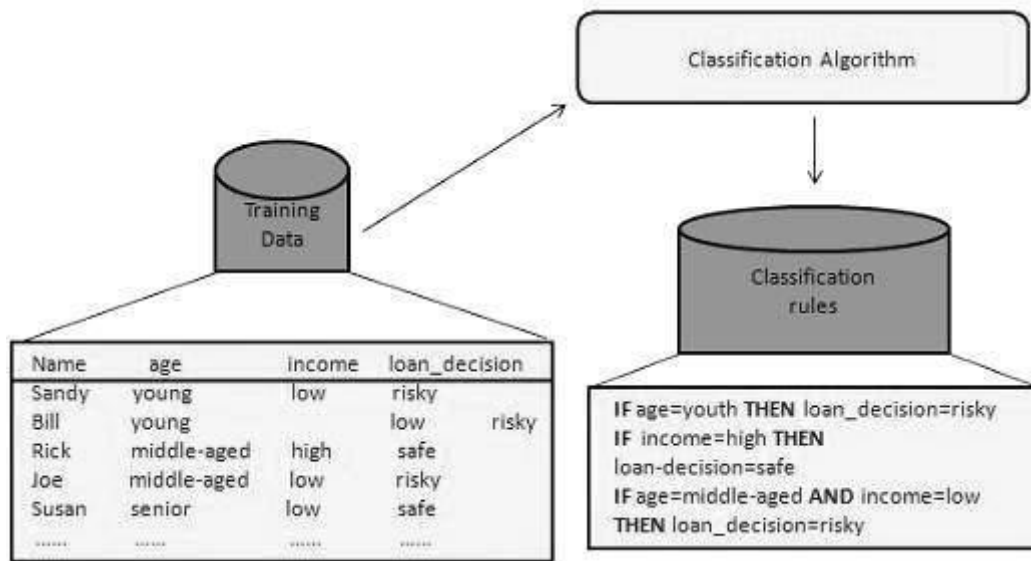 Classification Algorithm
Training
Data
Classification
rules
Name age income loan_decision
Sandy young low risky
Bill young low risky
Rick middle-aged high safe
Joe middle-aged low risky
Susan senior low safe
...... ...... ...... ......
IF age=youth THEN loan_decision=risky
IF income=high THEN
loan-decision=safe
IF age=middle-aged AND income=low
THEN loan_decision=risky